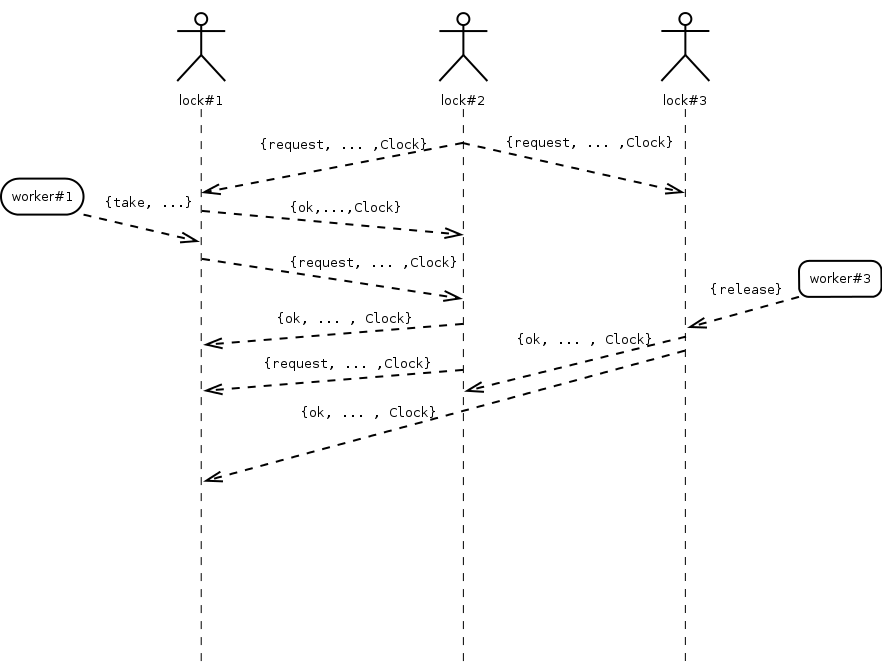 lock#1
lock#2
lock#3
{request, ... ,Clock}
{request, ... ,Clock}
worker#1
{take, ...}
{ok,...,Clock}
{request, ... ,Clock}
worker#3
{release}
{ok, ... , Clock}
{ok, ... , Clock}
{request, ... ,Clock}
{ok, ... , Clock}